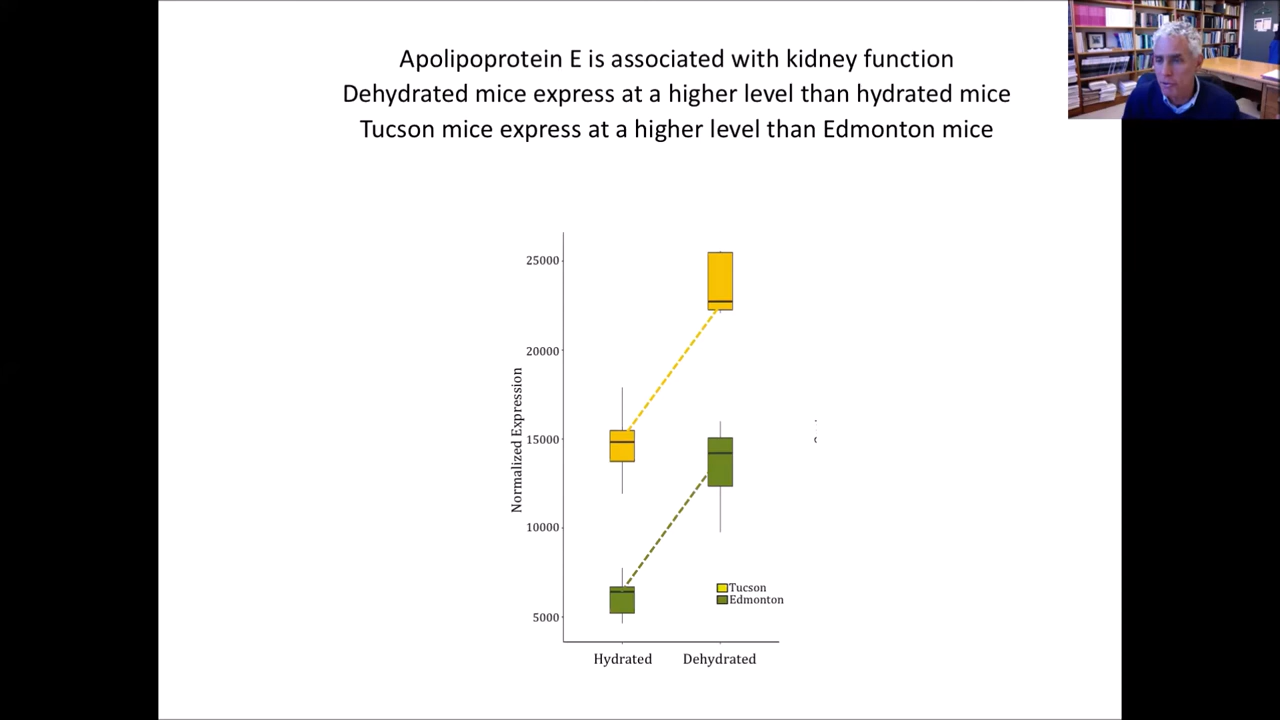 Apolipoprotein E is associated with kidney function
Dehydrated mice express at a higher level than hydrated mice
Tucson mice express at a higher level than Edmonton mice
Normalized Expression
25000
20000
15000
10000
5000
Tucson
Edmonton
Hydrated
Dehydrated